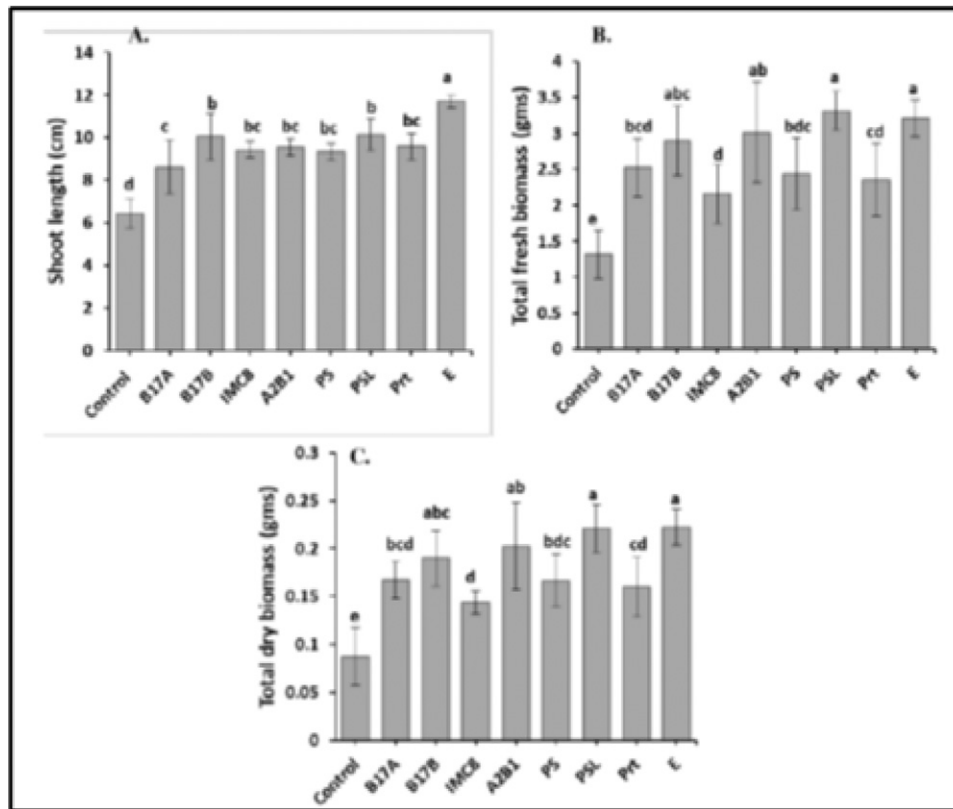 A.
Shoot length (cm)
14
12
10
8
6
4
2
0
d
c
b
bc
bc
bc
b
bc
a
Control
B17A
B17B
IMCB
A2B1
P5
PSL
Prt
E
B.
Total fresh biomass (gms)
4
3.5
3
2.5
2
1.5
1
0.5
0
e
bcd
abc
d
ab
bdc
a
cd
a
Control
B17A
B17B
IMCB
A2B1
P5
PSL
Prt
E
C.
Total dry biomass (gms)
0.3
0.25
0.2
0.15
0.1
0.05
0
e
bcd
abc
d
ab
bdc
a
cd
a
Control
B17A
B17B
IMCB
A2B1
P5
PSL
Prt
E